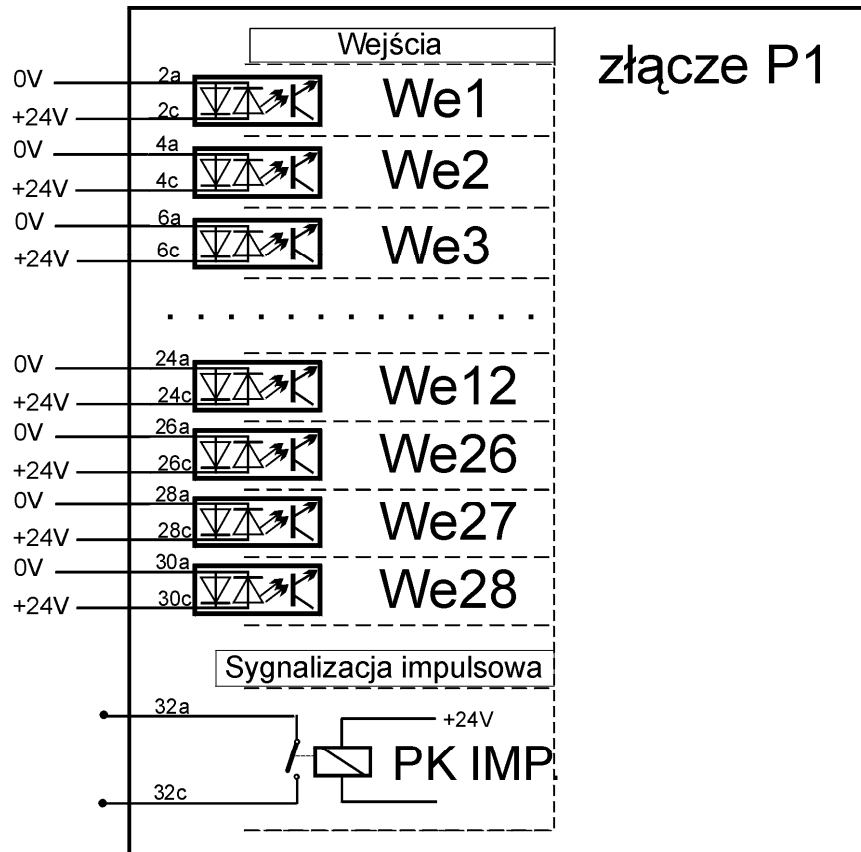 Wejścia
złącze P1
0V 2a
We1
+24V 2c
0V 4a
We2
+24V 4c
0V 6a
We3
+24V 6c
0V 24a
We12
+24V 24c
0V 26a
We26
+24V 26c
0V 28a
We27
+24V 28c
0V 30a
We28
+24V 30c
Sygnalizacja impulsowa
32a
+24V
PK IMP.
32c